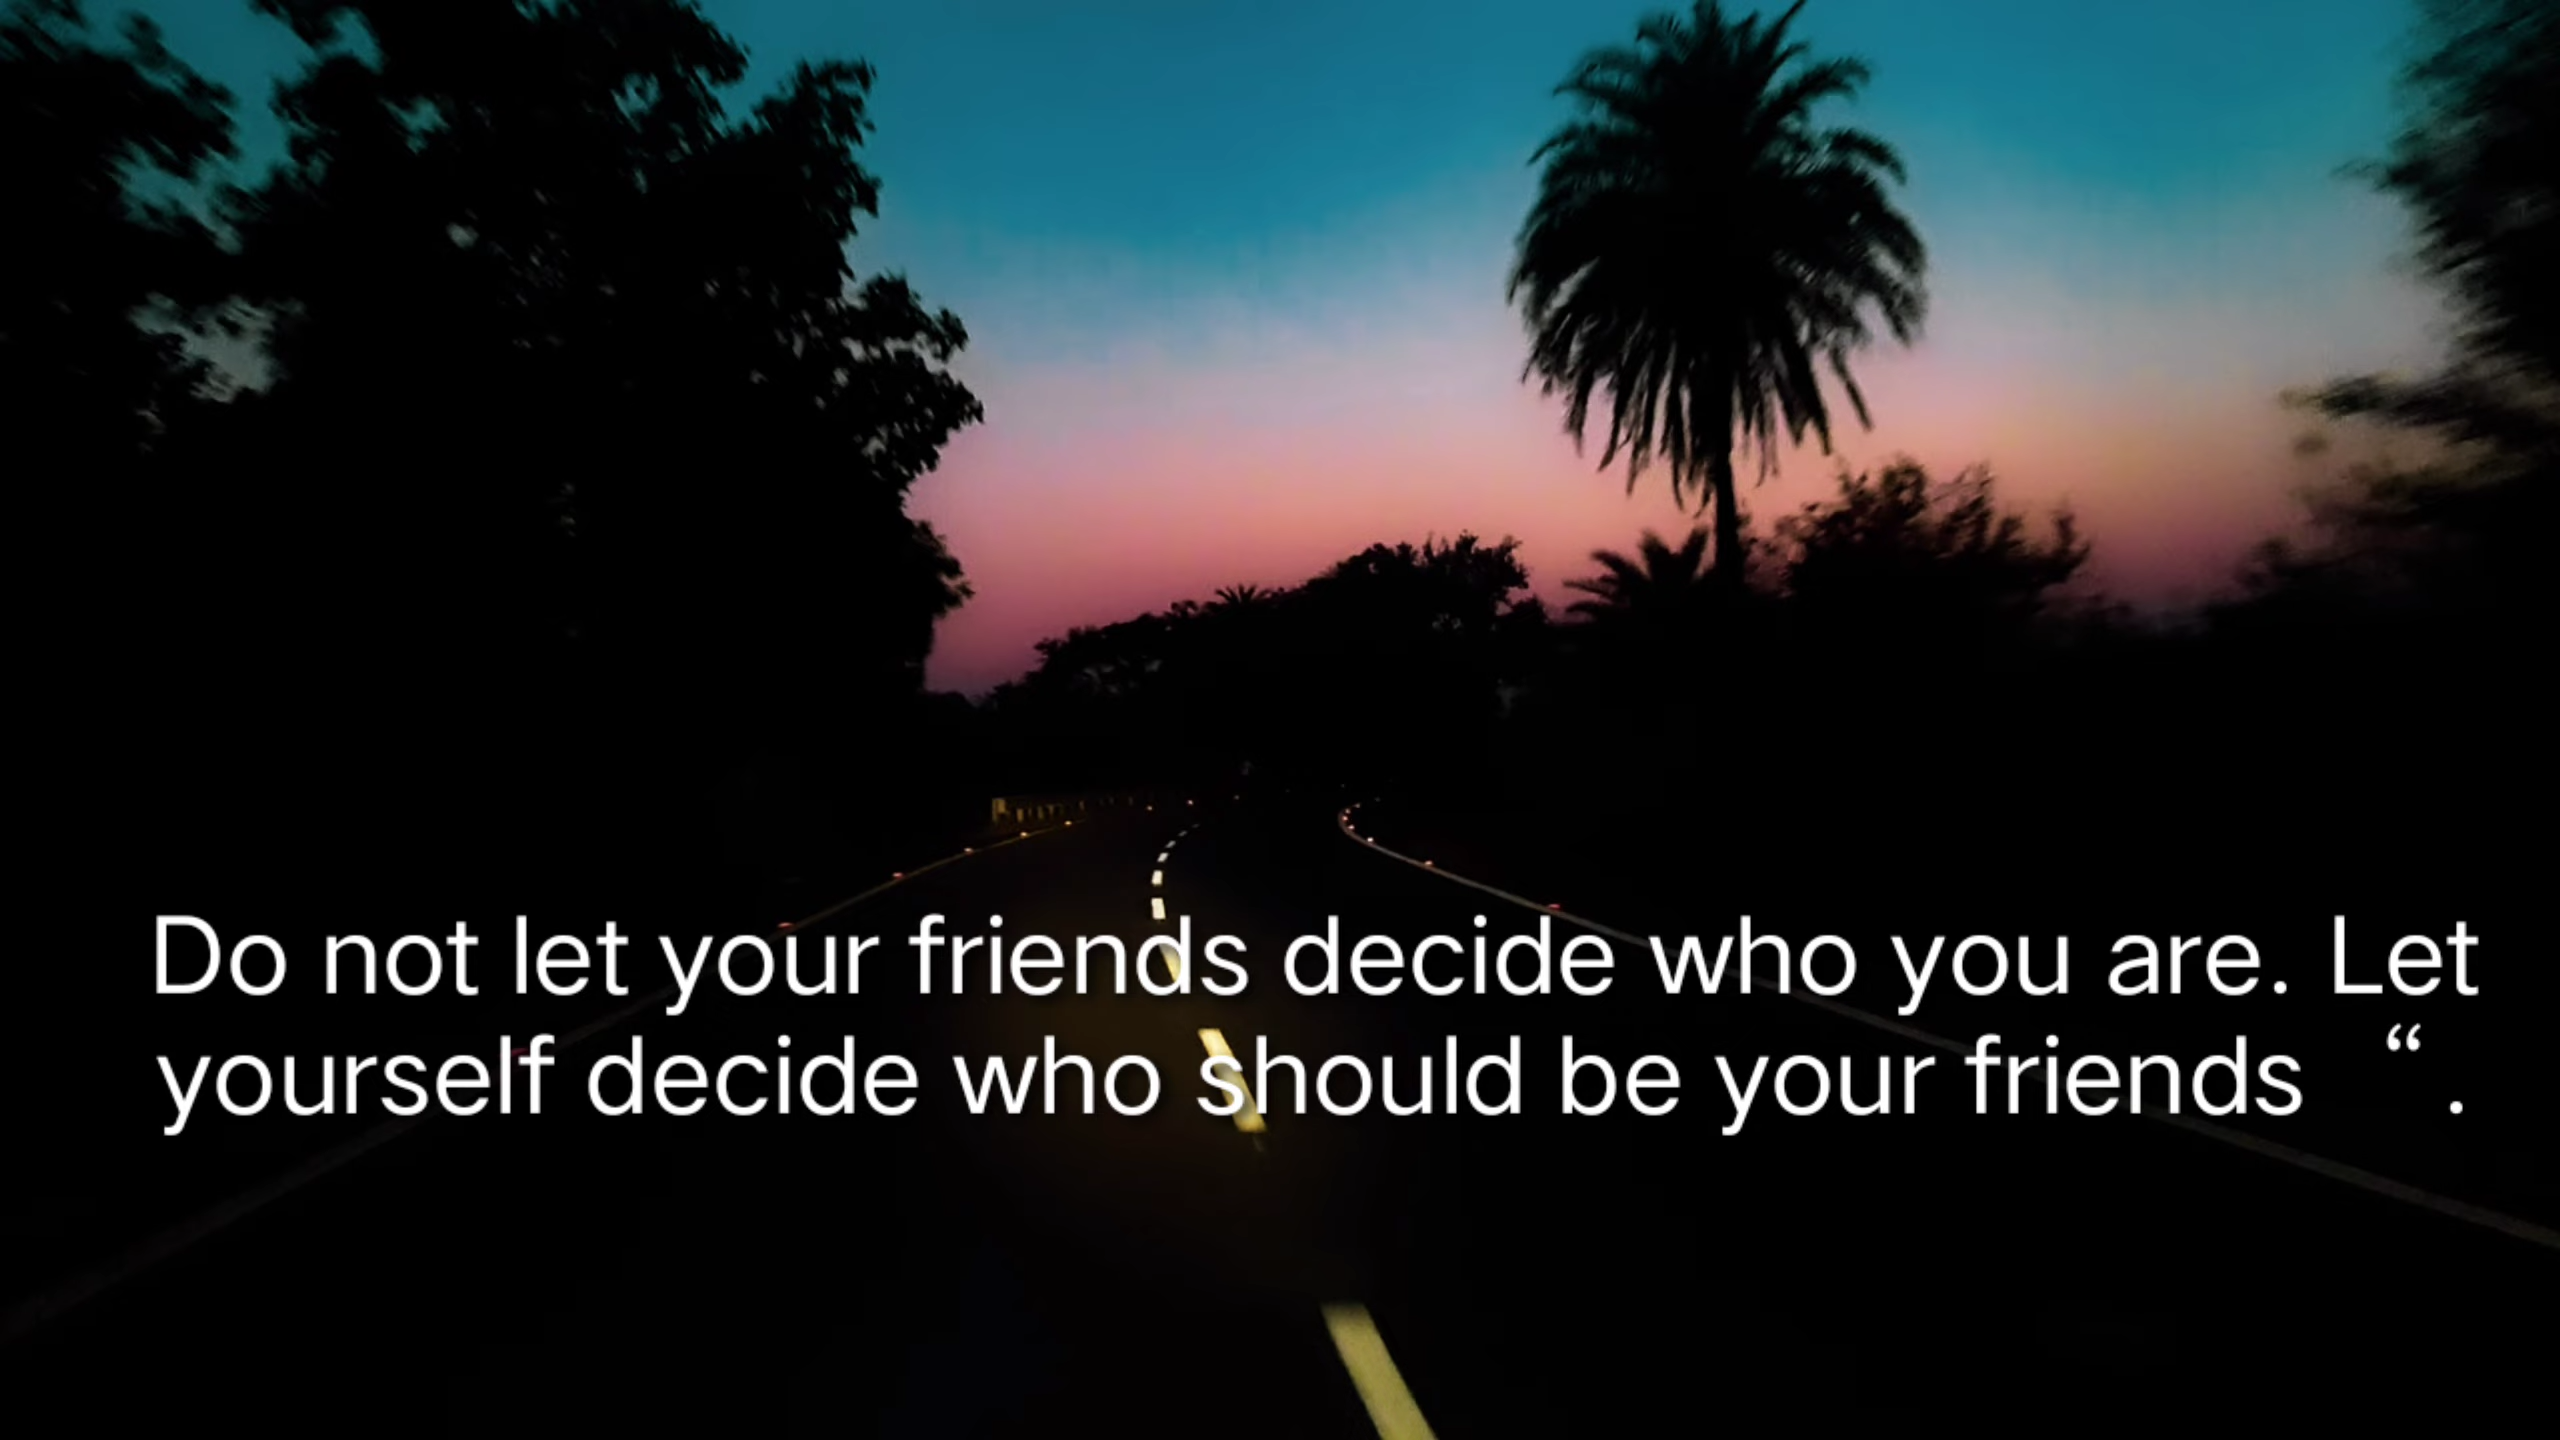 Do not let your friends decide who you are. Let
yourself decide who should be your friends “ .